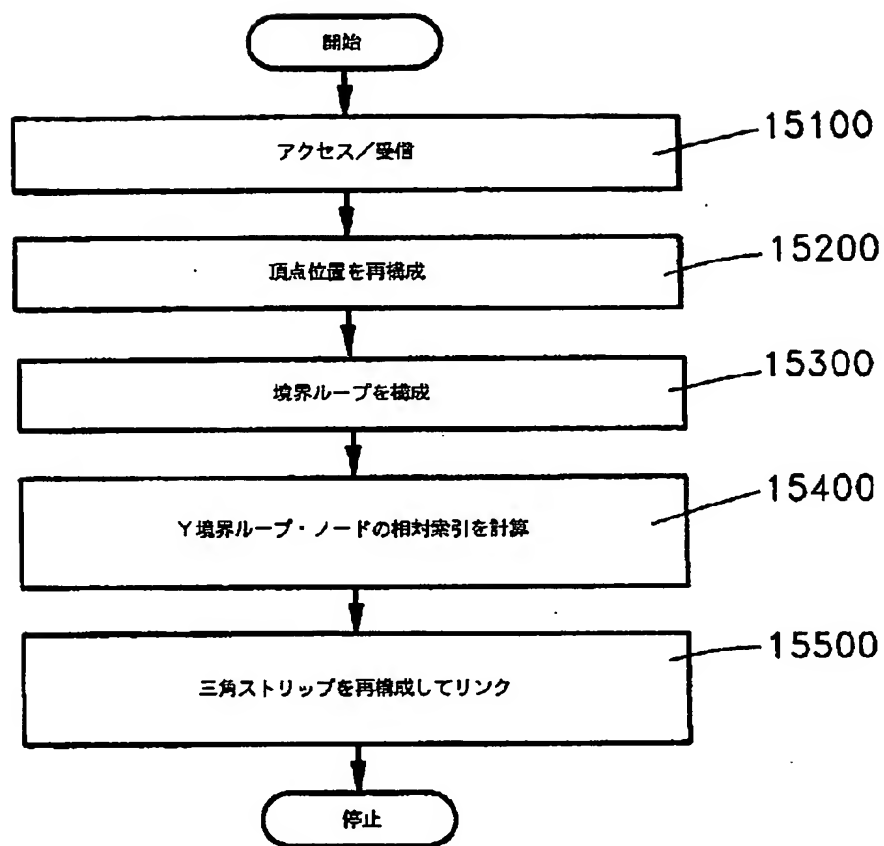 開始
アクセス/受信
15100
頂点位置を再構成
15200
境界ループを構成
15300
Y境界ループ・ノードの相対索引を計算
15400
三角ストリップを再構成してリンク
15500
停止